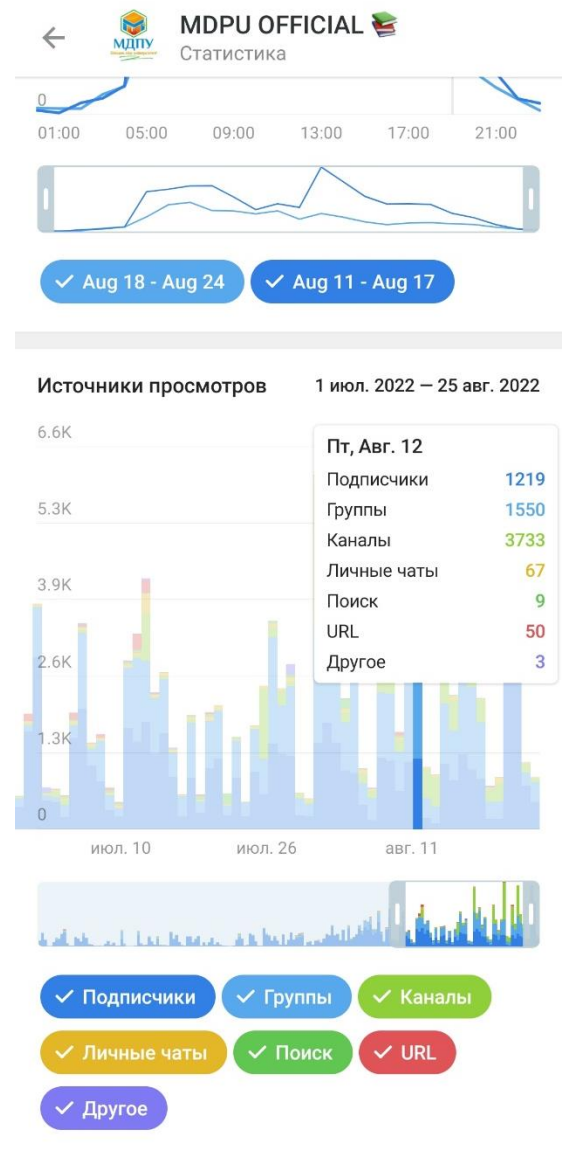 MDPU OFFICIAL 📚
МДПУ
Статистика
0
01:00 05:00 09:00 13:00 17:00 21:00
Aug 18 - Aug 24 Aug 11 - Aug 17
Источники просмотров 1 июл. 2022 — 25 авг. 2022
6.6K
Пт, Авг. 12
Подписчики 1219
5.3K
Группы 1550
Каналы 3733
Личные чаты 67
3.9K
Поиск 9
URL 50
2.6K
Другое 3
1.3K
0
июл. 10 июл. 26 авг. 11
Подписчики Группы Каналы
Личные чаты Поиск URL
Другое